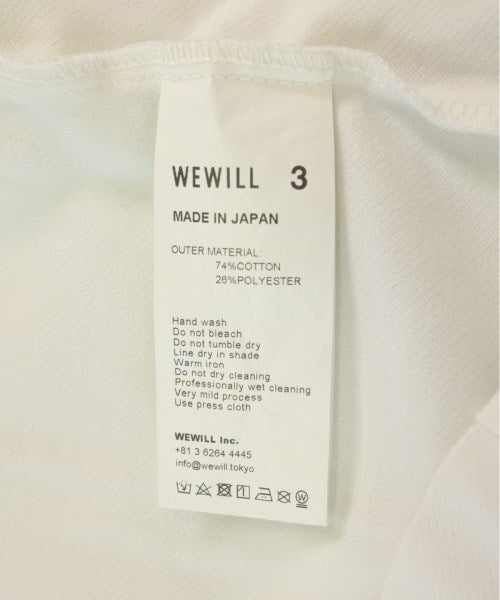 WEWILL 3
MADE IN JAPAN
OUTER MATERIAL:
74%COTTON
26%POLYESTER
Hand wash
Do not bleach
Do not tumble dry
Line dry in shade
Warm iron
Do not dry cleaning
Professionally wet cleaning
Very mild process
Use press cloth
WEWILL Inc.
+81 3 6264 4445
info@wewill.tokyo